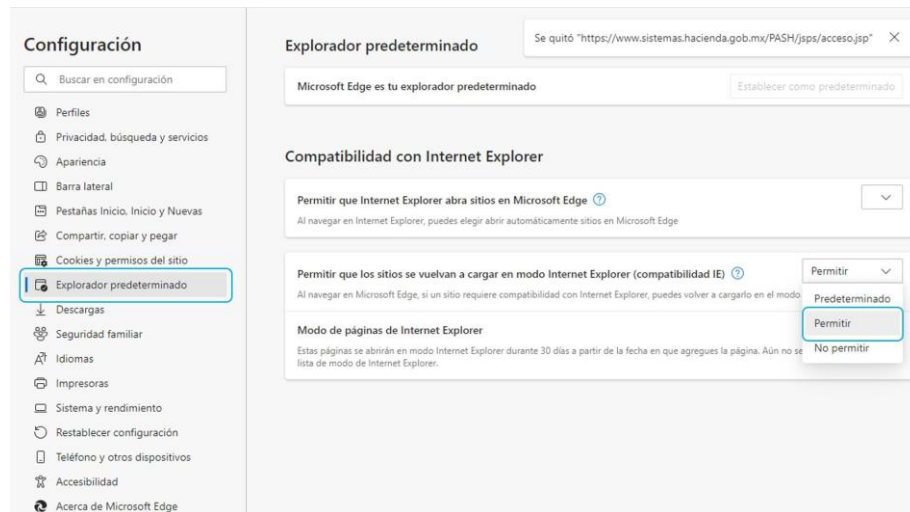 Configuración
Buscar en configuración
Perfiles
Privacidad, búsqueda y servicios
Apariencia
Barra lateral
Pestañas Inicio, Inicio y Nuevas
Compartir, copiar y pegar
Cookies y permisos del sitio
Explorador predeterminado
Descargas
Seguridad familiar
Idiomas
Impresoras
Sistema y rendimiento
Restablecer configuración
Teléfono y otros dispositivos
Accesibilidad
Acerca de Microsoft Edge
Explorador predeterminado
Se quitó "https://www.sistemas.hacienda.gob.mx/PASH/jsps/acceso.jsp"
Microsoft Edge es tu explorador predeterminado
Establecer como predeterminado
Compatibilidad con Internet Explorer
Permitir que Internet Explorer abra sitios en Microsoft Edge
Al navegar en Internet Explorer, puedes elegir abrir automáticamente sitios en Microsoft Edge
Permitir que los sitios se vuelvan a cargar en modo Internet Explorer (compatibilidad IE)
Permitir
Al navegar en Microsoft Edge, si un sitio requiere compatibilidad con Internet Explorer, puedes volver a cargarlo en el modo
Predeterminado
Permitir
No permitir
Modo de páginas de Internet Explorer
Estas páginas se abrirán en modo Internet Explorer durante 30 días a partir de la fecha en que agregues la página. Aún no se
lista de modo de Internet Explorer.